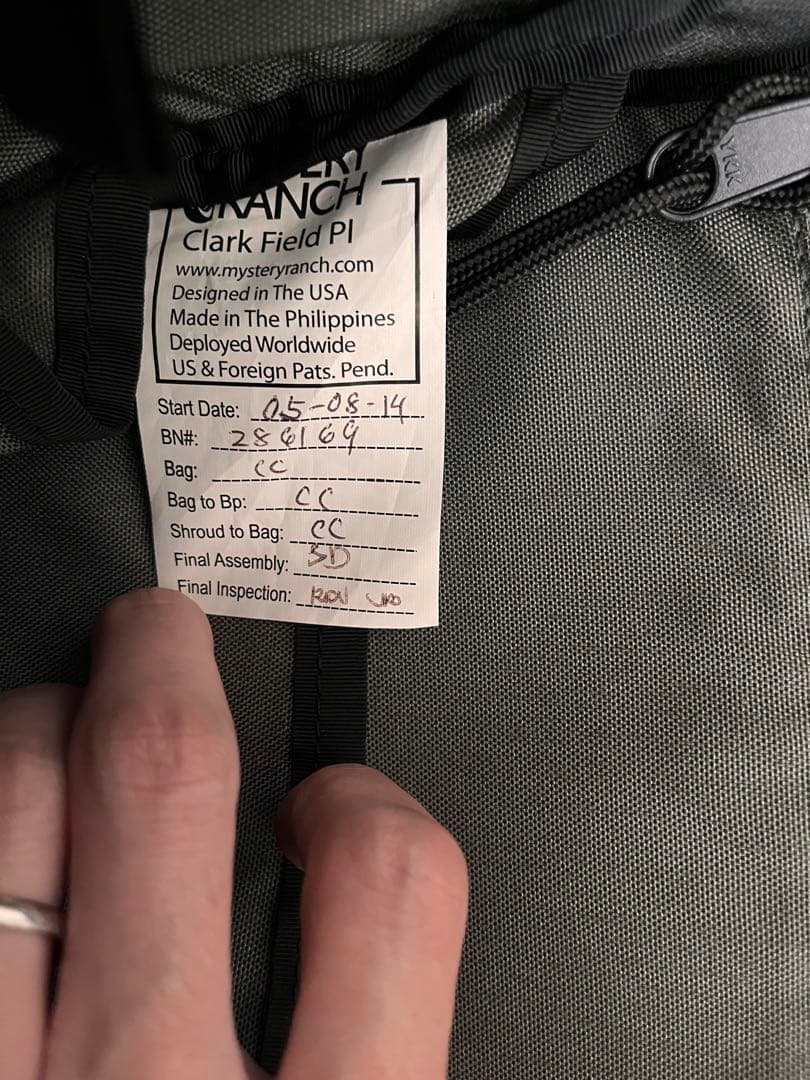 RANCH
Clark Field PI
www.mysteryranch.com
Designed in The USA
Made in The Philippines
Deployed Worldwide
US & Foreign Pats. Pend.
Start Date: 05-08-14
BN#:
Bag: CC
Bag to Bp: CC
Shroud to Bag: CC
Final Assembly: SD
Final Inspection:
YKK